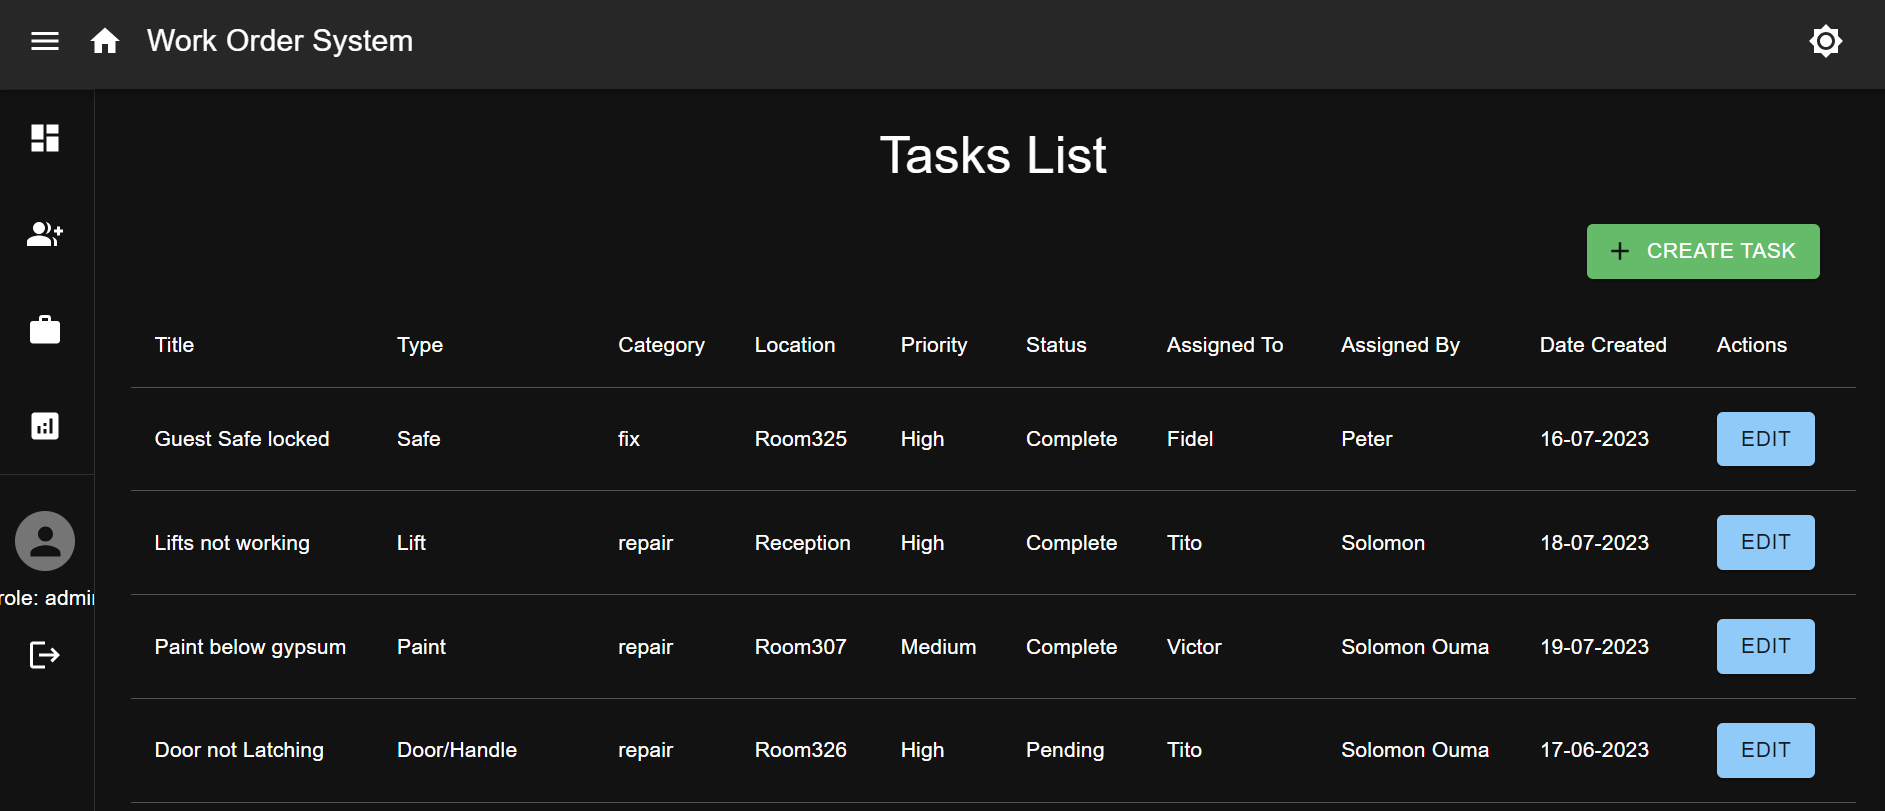 Work Order System
Tasks List
CREATE TASK
Title Type Category Location Priority Status Assigned To Assigned By Date Created Actions
Guest Safe locked Safe fix Room325 High Complete Fidel Peter 16-07-2023 EDIT
Lifts not working Lift repair Reception High Complete Tito Solomon 18-07-2023 EDIT
role: admin
Paint below gypsum Paint repair Room307 Medium Complete Victor Solomon Ouma 19-07-2023 EDIT
Door not Latching Door/Handle repair Room326 High Pending Tito Solomon Ouma 17-06-2023 EDIT